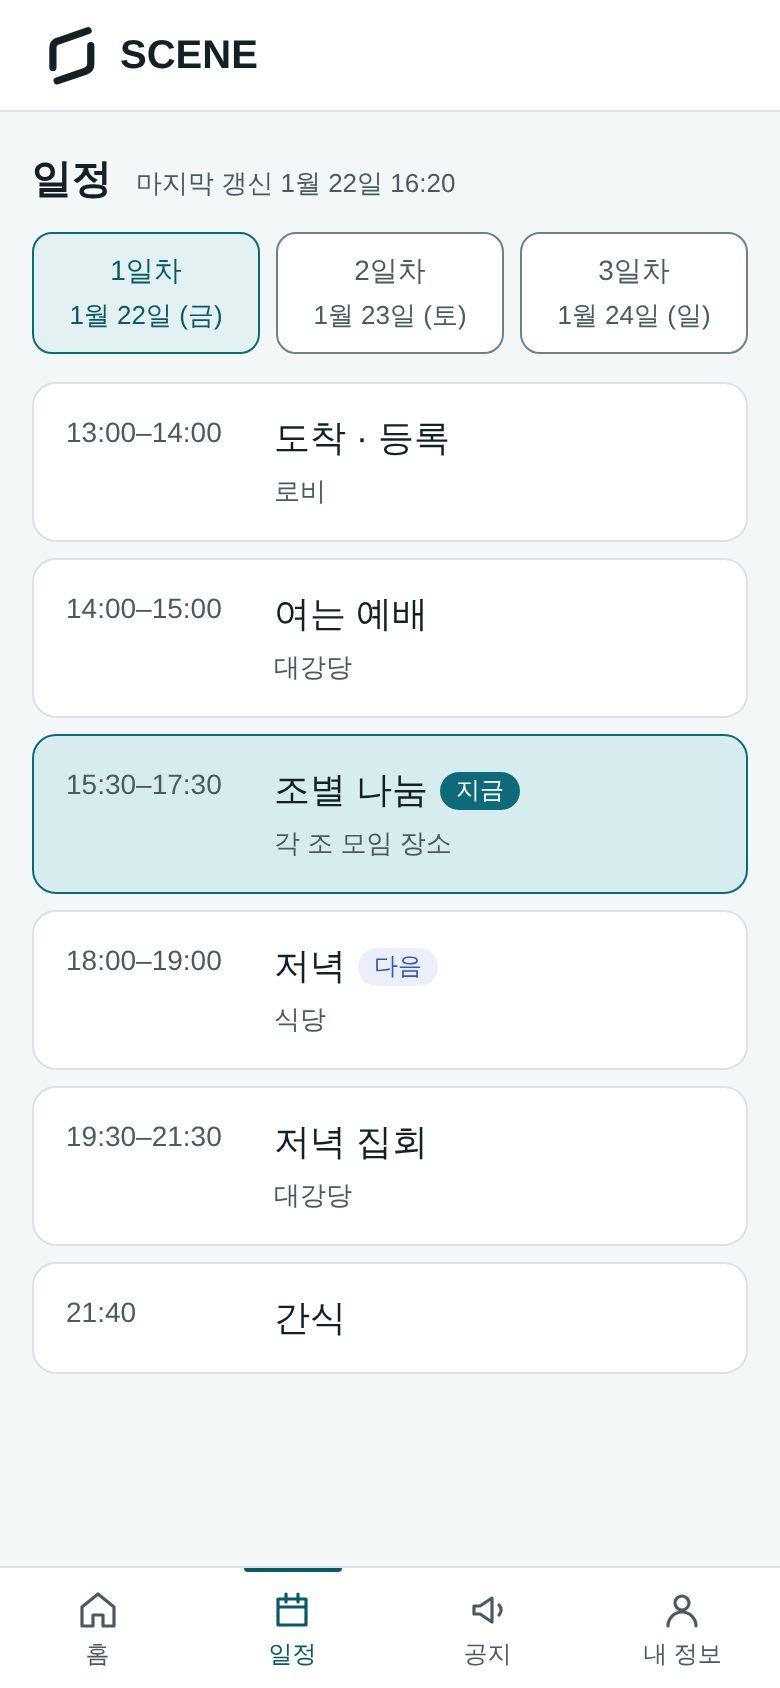 SCENE
일정 마지막 갱신 1월 22일 16:20
1일차
1월 22일 (금)
2일차
1월 23일 (토)
3일차
1월 24일 (일)
13:00–14:00 도착 · 등록
로비
14:00–15:00 여는 예배
대강당
15:30–17:30 조별 나눔 지금
각 조 모임 장소
18:00–19:00 저녁 다음
식당
19:30–21:30 저녁 집회
대강당
21:40 간식
홈
일정
공지
내 정보